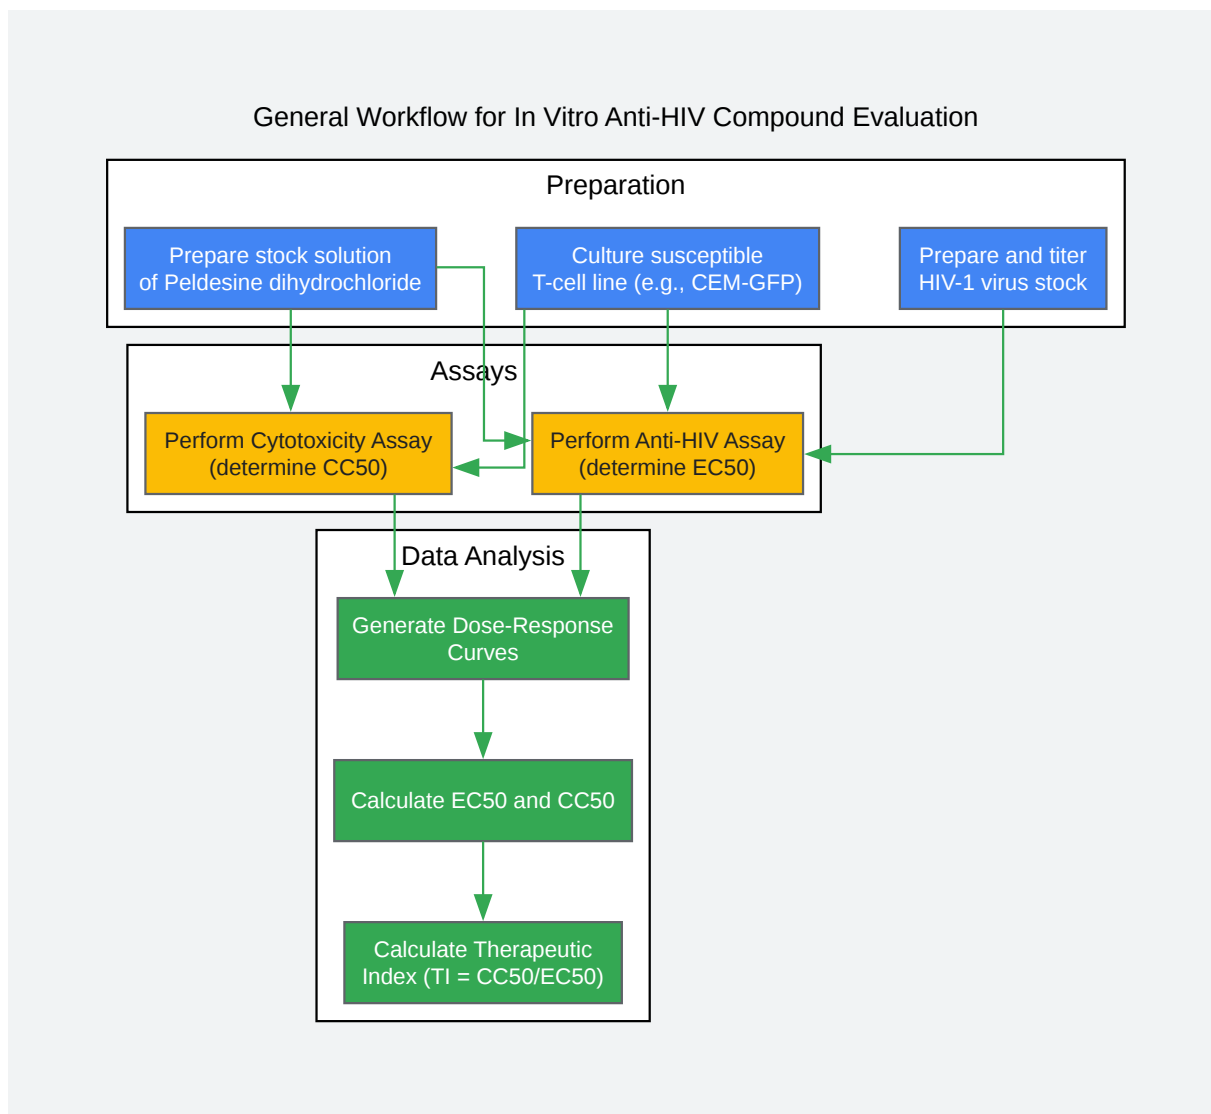 General Workflow for In Vitro Anti-HIV Compound Evaluation
Preparation
Prepare stock solution
of Peldesine dihydrochloride
Culture susceptible
T-cell line (e.g., CEM-GFP)
Prepare and titer
HIV-1 virus stock
Assays
Perform Cytotoxicity Assay
(determine CC50)
Perform Anti-HIV Assay
(determine EC50)
Data Analysis
Generate Dose-Response
Curves
Calculate EC50 and CC50
Calculate Therapeutic
Index (TI = CC50/EC50)